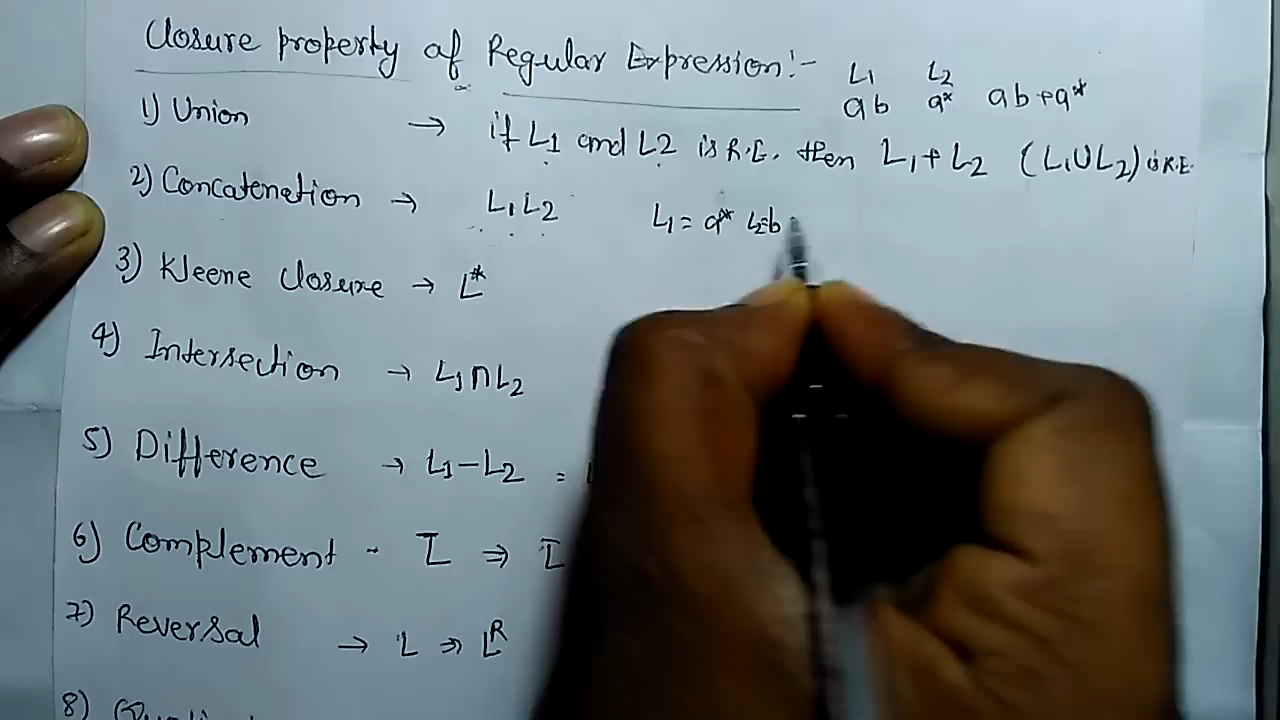 Closure property of Regular Expression:-
L1 L2
ab a* ab+a*
1) Union → if L1 and L2 is R.E. then L1+L2 (L1UL2) is R.E.
2) Concatenetion → L1L2 L1= a* L2=b
3) Kleene closure → L*
4) Intersection → L1∩L2
5) Difference → L1-L2 =
6) Complement - L̅ ⇒ L̅
7) Reversal → L ⇒ L^R
8)